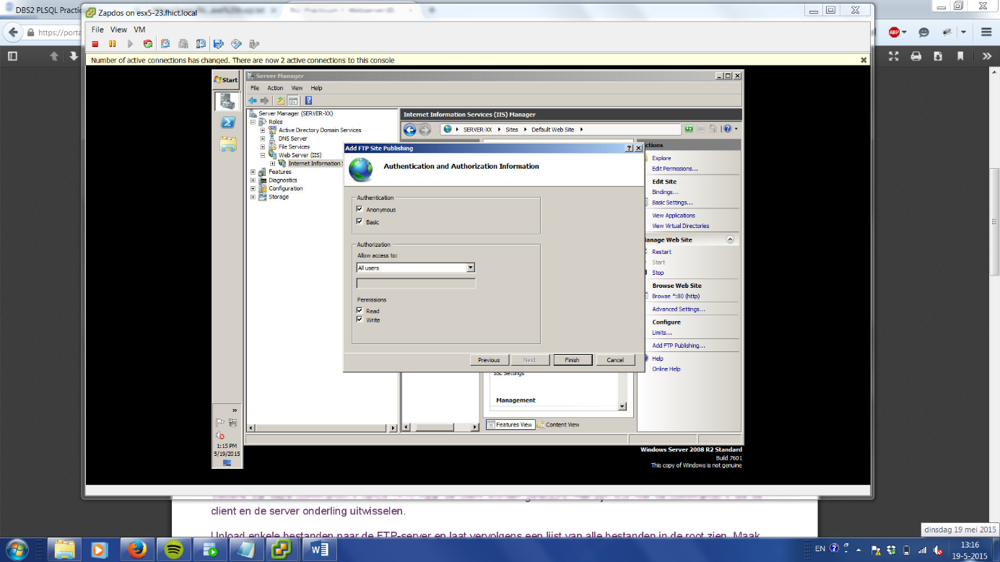 DBS2 PLSQL Practic
Zapdos on esx5-23.fhict.local
https://porta
ABP
File View VM
Number of active connections has changed. There are now 2 active connections to this console
Start
Server Manager
File Action View Help
Server Manager (SERVER-XX)
Roles
Active Directory Domain Services
DNS Server
File Services
Web Server (IIS)
Internet Information
Features
Diagnostics
Configuration
Storage
Internet Information Services (IIS) Manager
SERVER-XX Sites Default Web Site
Add FTP Site Publishing
Authentication and Authorization Information
Authentication
Anonymous
Basic
Authorization
Allow access to:
All users
Permissions
Read
Write
Previous Next Finish Cancel
SSL Settings
Management
Features View Content View
ctions
Explore
Edit Permissions...
Edit Site
Bindings...
Basic Settings...
View Applications
View Virtual Directories
anage Web Site
Restart
Start
Stop
Browse Web Site
Browse *:80 (http)
Advanced Settings...
Configure
Limits...
Add FTP Publishing...
Help
Online Help
1:15 PM
5/19/2015
Windows Server 2008 R2 Standard
Build 7601
This copy of Windows is not genuine
client en de server onderling uitwisselen.
Upload enkele bestanden naar de FTP-server en laat vervolgens een lijst van alle bestanden in de root zien. Maak
dinsdag 19 mei 2015
EN
13:16
19-5-2015